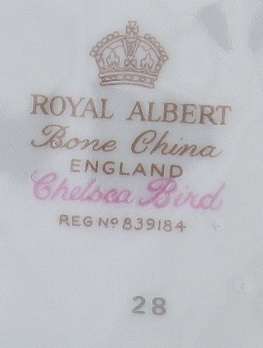 ROYAL ALBERT
Bone China
ENGLAND
Chelsea Bird
REG Nº 839184
28